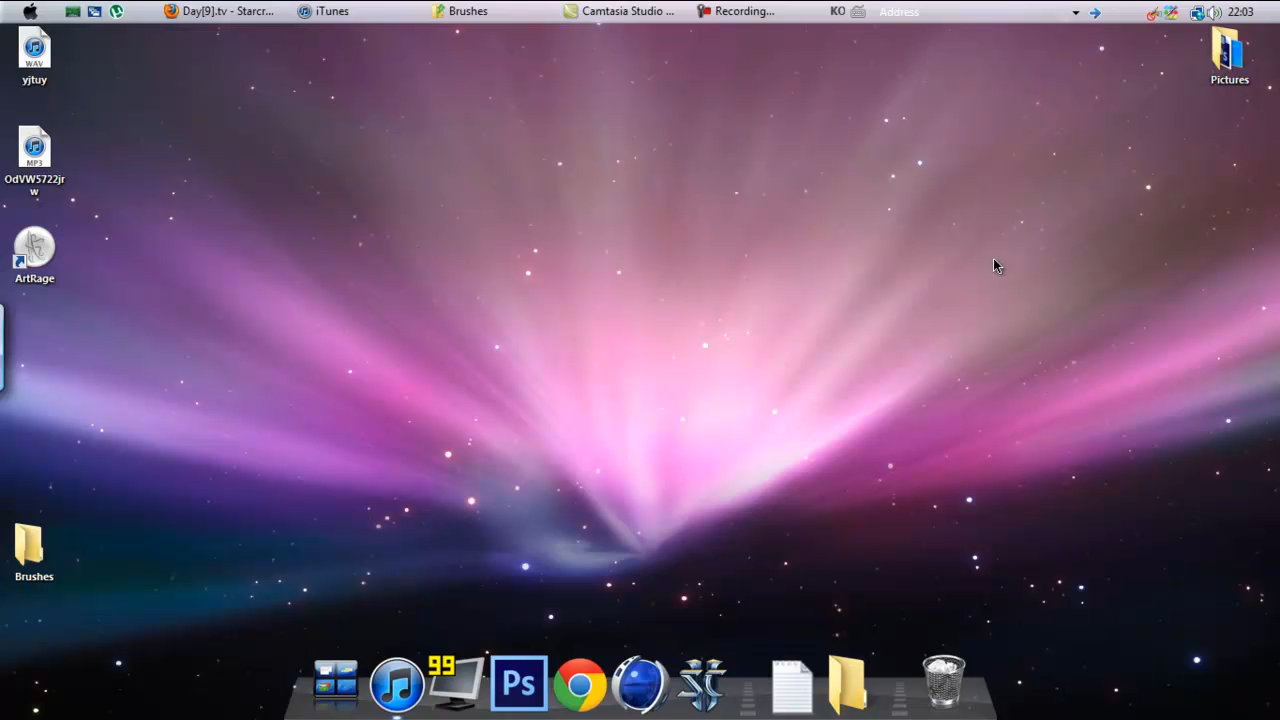 Day[9].tv - Starcr... iTunes Brushes Camtasia Studio ... Recording... KO Address 22:03
yjtuy
WAV
Pictures
MP3
OdVW5722jr
w
ArtRage
Brushes
99
Ps
SC